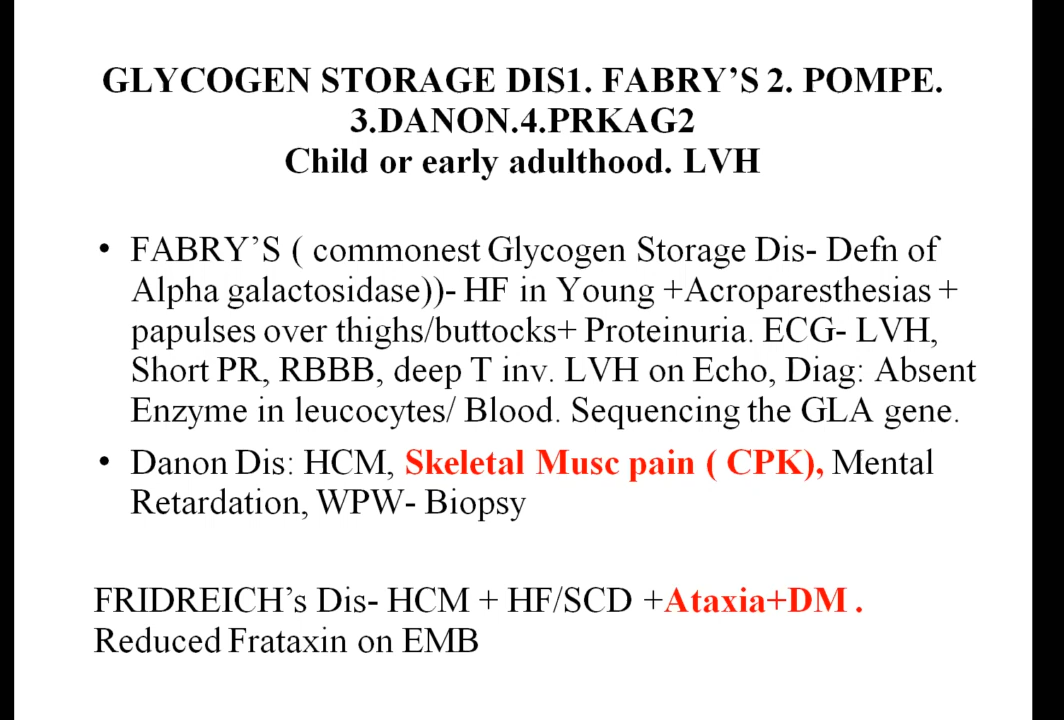 GLYCOGEN STORAGE DIS1. FABRY’S 2. POMPE.
3.DANON.4.PRKAG2
Child or early adulthood. LVH
• FABRY’S ( commonest Glycogen Storage Dis- Defn of
Alpha galactosidase))- HF in Young +Acroparesthesias +
papulses over thighs/buttocks+ Proteinuria. ECG- LVH,
Short PR, RBBB, deep T inv. LVH on Echo, Diag: Absent
Enzyme in leucocytes/ Blood. Sequencing the GLA gene.
• Danon Dis: HCM, Skeletal Musc pain ( CPK), Mental
Retardation, WPW- Biopsy
FRIDREICH’s Dis- HCM + HF/SCD +Ataxia+DM .
Reduced Frataxin on EMB